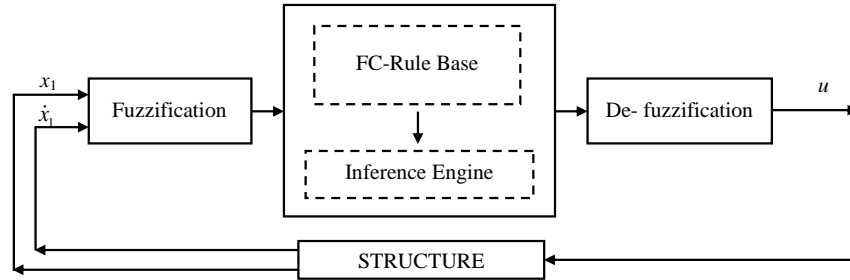 FC-Rule Base
x₁
Fuzzification
De- fuzzification
u
ẋ₁
Inference Engine
STRUCTURE